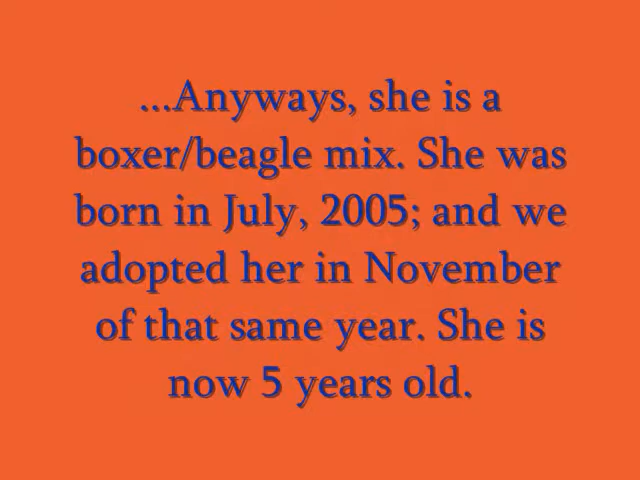 ...Anyways, she is a
boxer/beagle mix. She was
born in July, 2005; and we
adopted her in November
of that same year. She is
now 5 years old.